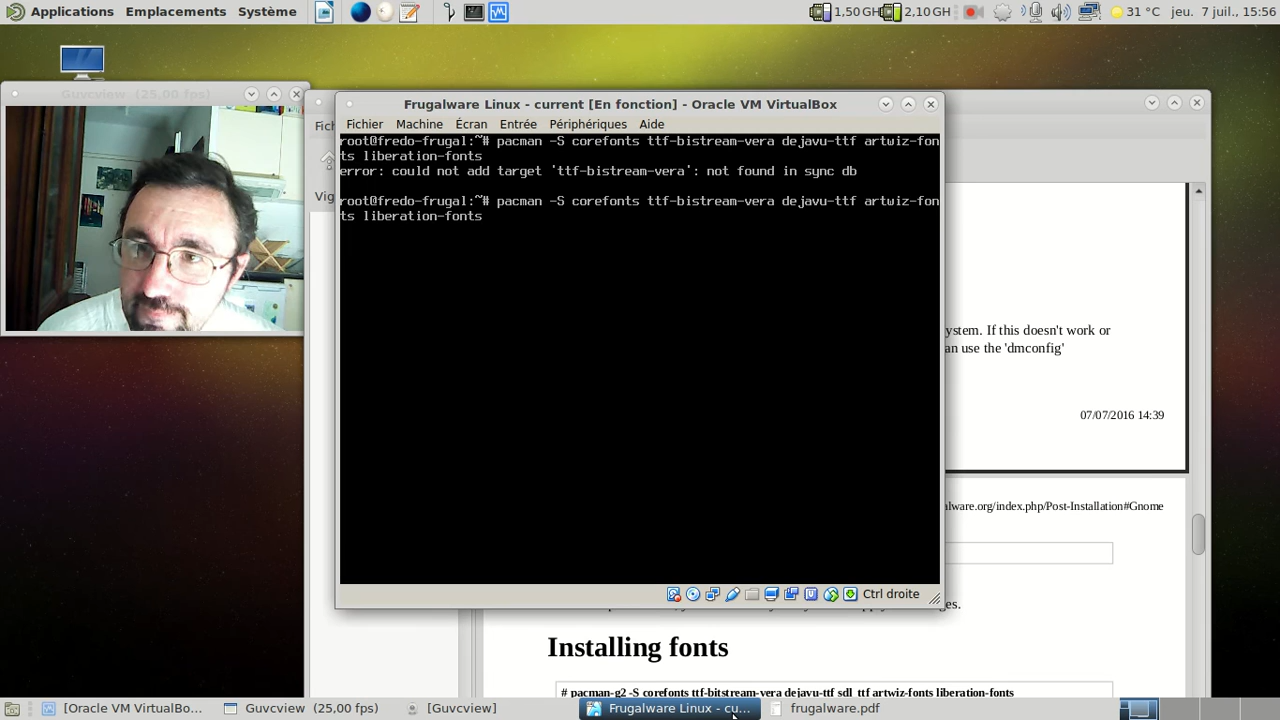 Applications Emplacements Système 1,50 GH 2,10 GH 31 °C jeu. 7 juil., 15:56
Guvcview (25,00 fps)
Frugalware Linux - current [En fonction] - Oracle VM VirtualBox
Fich
Fichier Machine Écran Entrée Périphériques Aide
root@fredo-frugal:~# pacman -S corefonts ttf-bistream-vera dejavu-ttf artwiz-fon
ts liberation-fonts
error: could not add target 'ttf-bistream-vera': not found in sync db
root@fredo-frugal:~# pacman -S corefonts ttf-bistream-vera dejavu-ttf artwiz-fon
ts liberation-fonts
Vig
ystem. If this doesn't work or
an use the 'dmconfig'
07/07/2016 14:39
alware.org/index.php/Post-Installation#Gnome
Ctrl droite
ges.
Installing fonts
# pacman-g2 -S corefonts ttf-bitstream-vera dejavu-ttf sdl_ttf artwiz-fonts liberation-fonts
[Oracle VM VirtualBo... Guvcview (25,00 fps) [Guvcview] Frugalware Linux - cu... frugalware.pdf